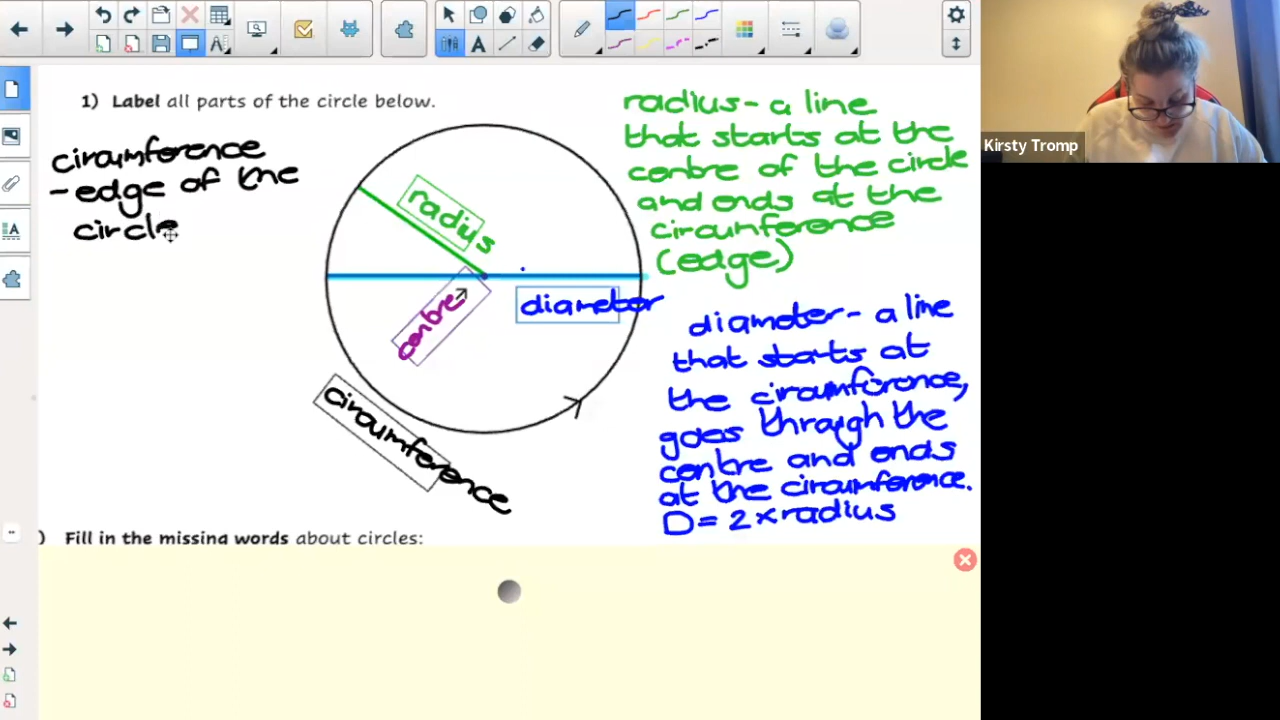 1) Label all parts of the circle below.
circumference
- edge of the
circle
radius
centre
diameter
circumference
radius - a line
that starts at the
centre of the circle
and ends at the
circumference
(edge)
diameter - a line
that starts at
the circumference,
goes through the
centre and ends
at the circumference.
D = 2 x radius
) Fill in the missing words about circles:
Kirsty Tromp